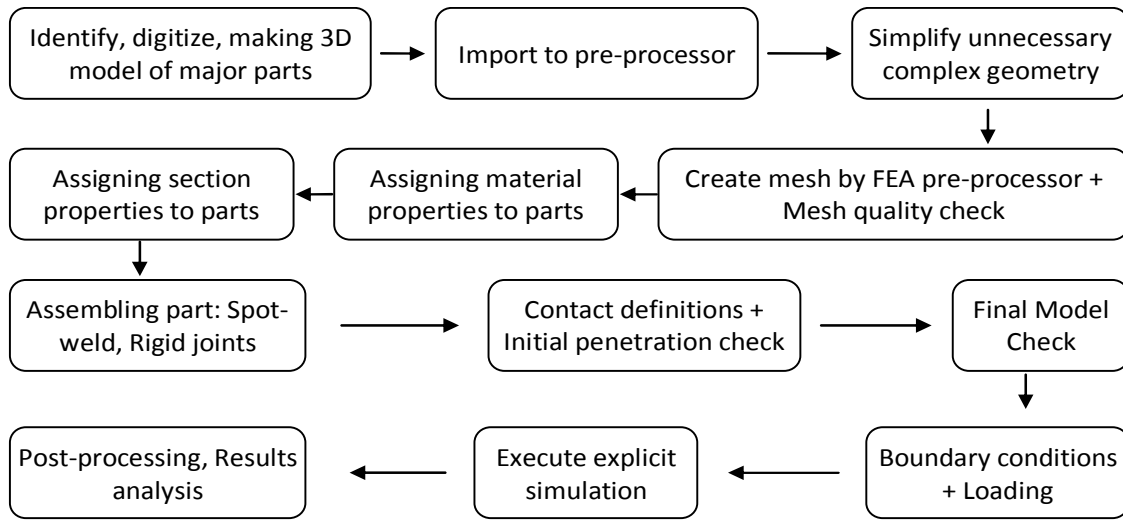 Identify, digitize, making 3D
model of major parts
Import to pre-processor
Simplify unnecessary
complex geometry
Create mesh by FEA pre-processor +
Mesh quality check
Assigning material
properties to parts
Assigning section
properties to parts
Assembling part: Spot-
weld, Rigid joints
Contact definitions +
Initial penetration check
Final Model
Check
Boundary conditions
+ Loading
Execute explicit
simulation
Post-processing, Results
analysis